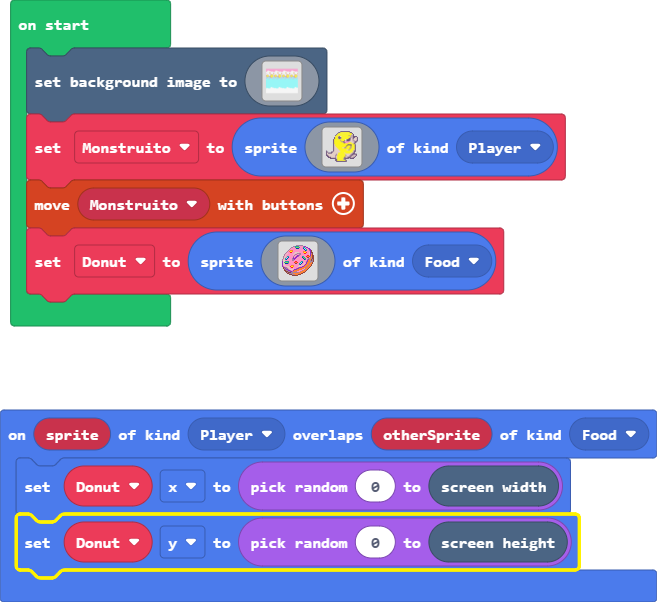 on start
set background image to
set Monstruito to sprite of kind Player
move Monstruito with buttons
set Donut to sprite of kind Food
on sprite of kind Player overlaps otherSprite of kind Food
set Donut x to pick random 0 to screen width
set Donut y to pick random 0 to screen height